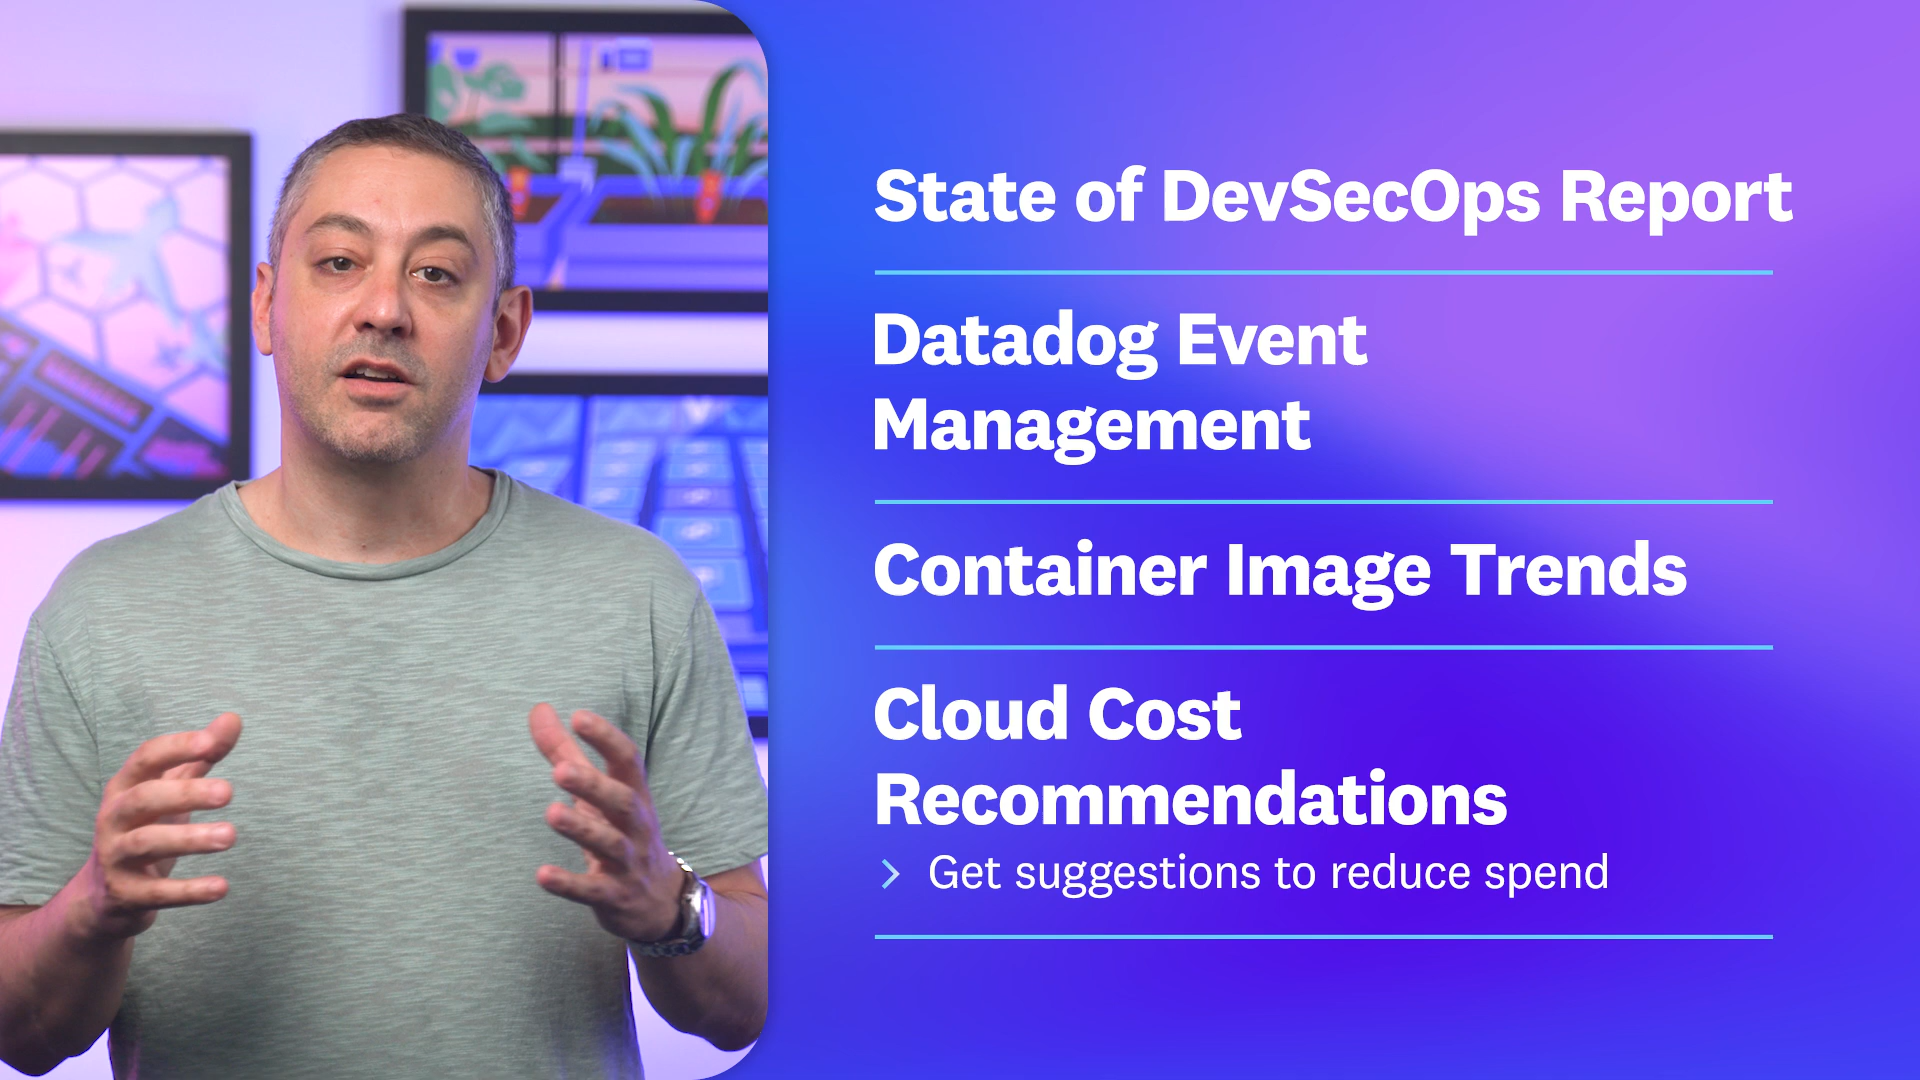 State of DevSecOps Report
Datadog Event
Management
Container Image Trends
Cloud Cost
Recommendations
Get suggestions to reduce spend